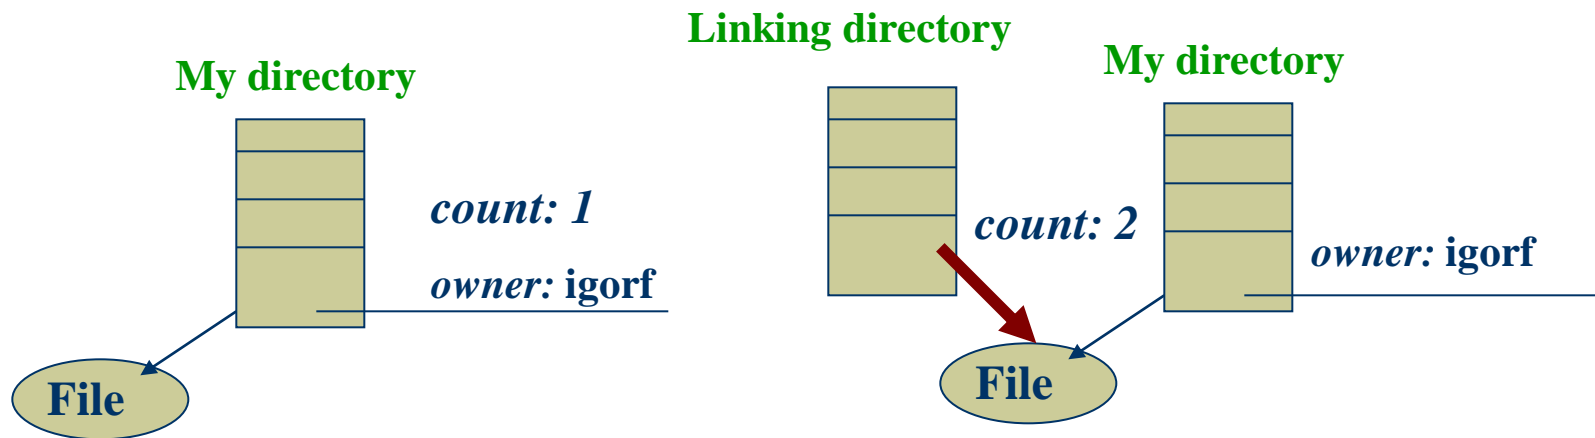 My directory
count: 1
owner: igorf
File
Linking directory
My directory
count: 2
owner: igorf
File